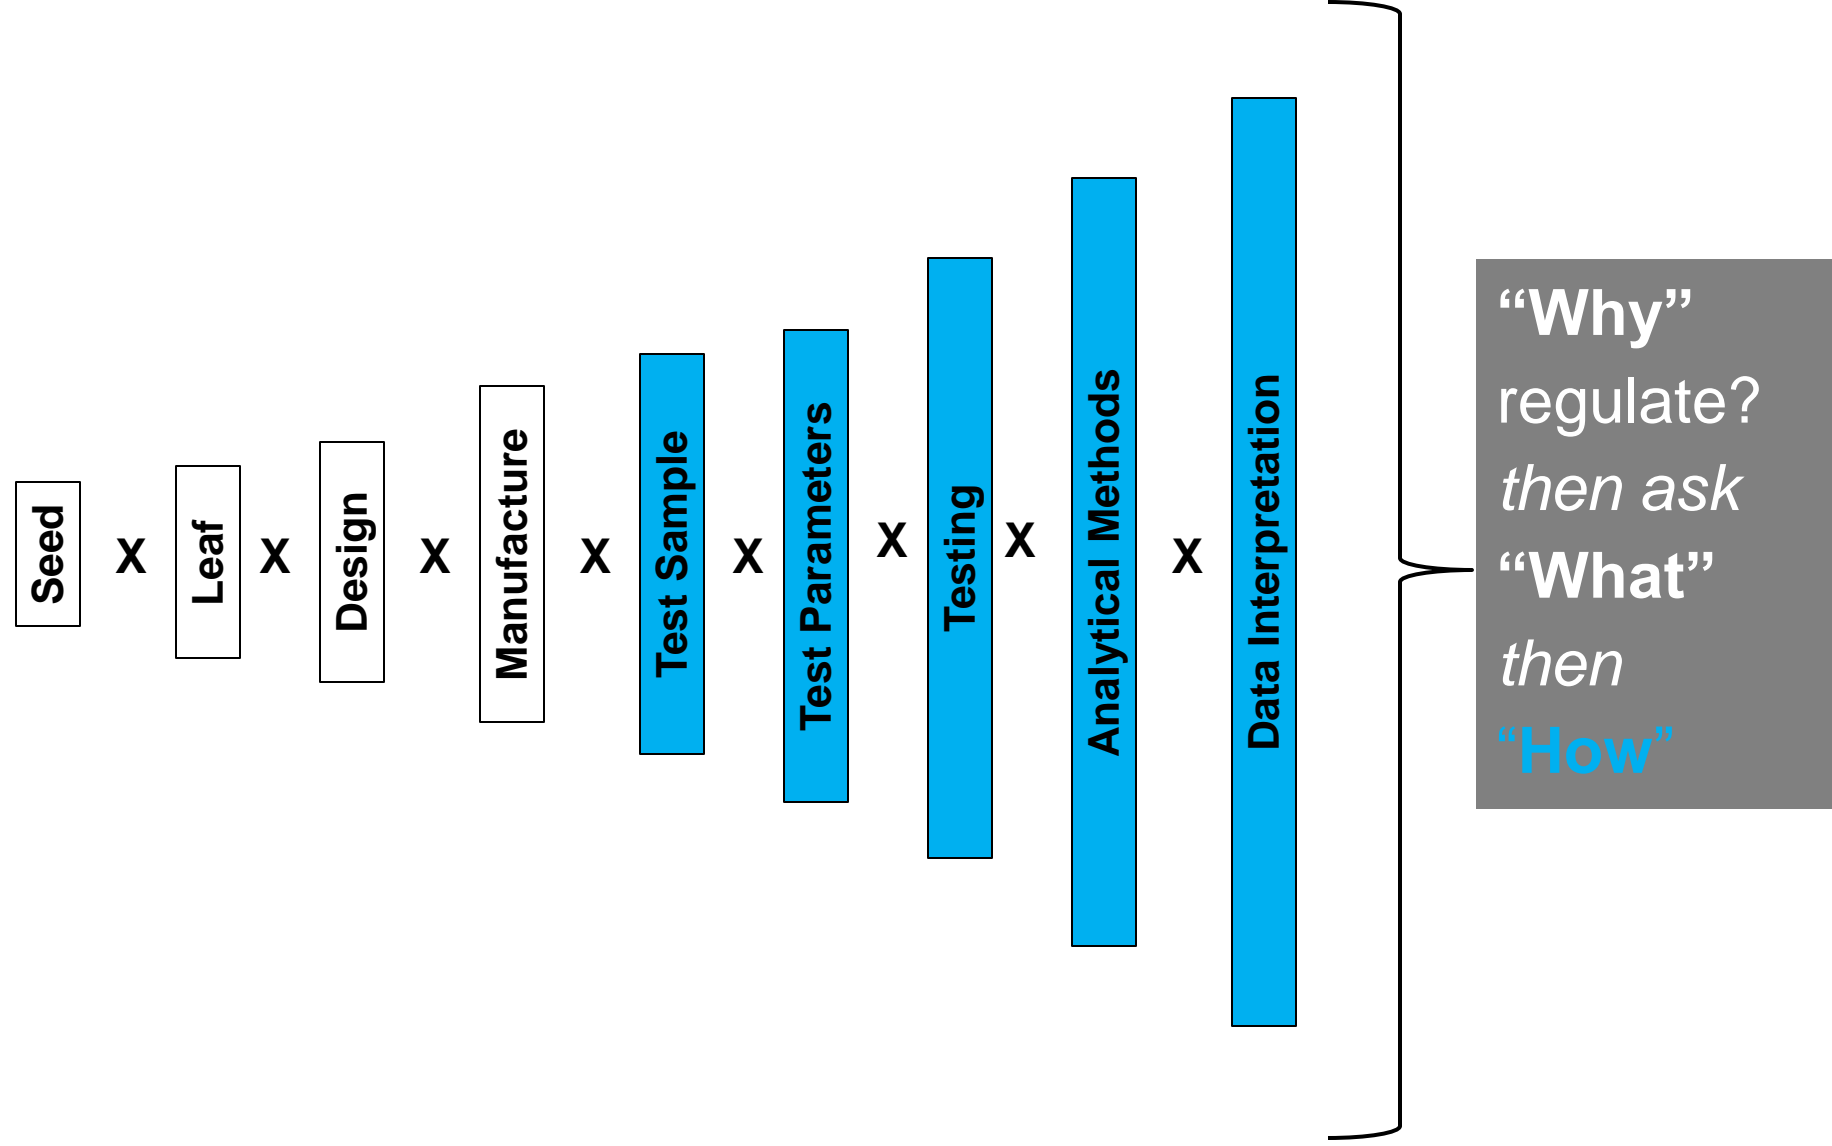 Seed
X
Leaf
X
Design
X
Manufacture
X
Test Sample
X
Test Parameters
X
Testing
X
Analytical Methods
X
Data Interpretation
“Why”
regulate?
then ask
“What”
then
“How”